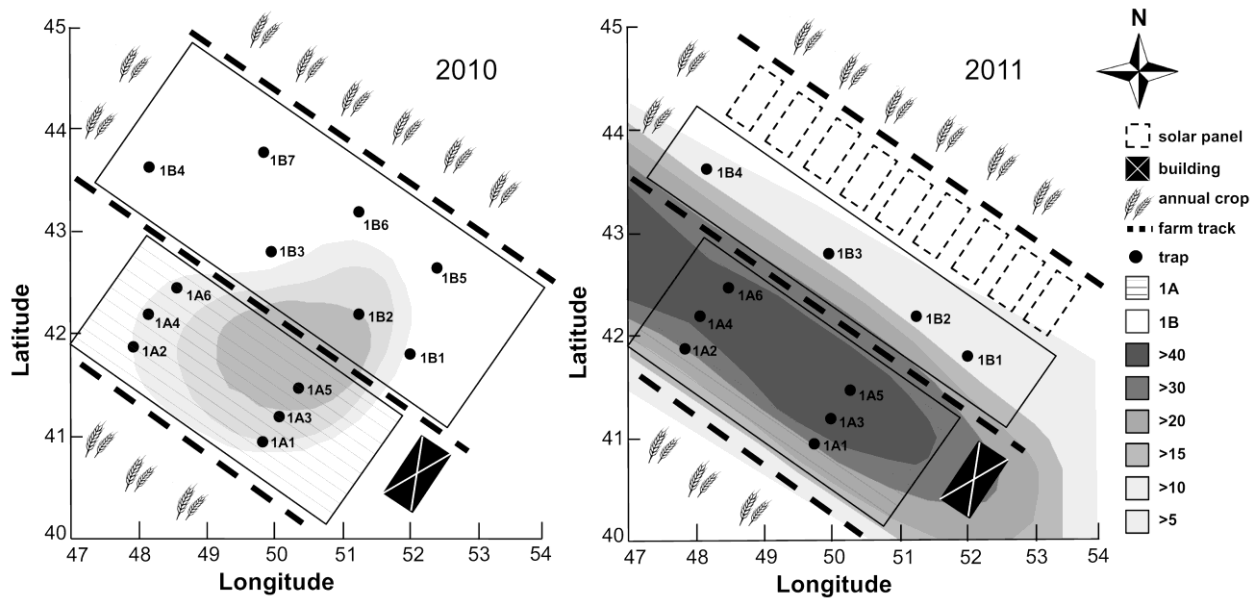 2010
45
44
43
42
41
40
Latitude
47 48 49 50 51 52 53 54
Longitude
1B7
1B4
1B6
1B3
1B5
1A6
1A4
1B2
1A2
1B1
1A5
1A3
1A1
2011
45
44
43
42
41
40
Latitude
47 48 49 50 51 52 53 54
Longitude
1B4
1B3
1A6
1A4
1B2
1A2
1B1
1A5
1A3
1A1
N
solar panel
building
annual crop
farm track
trap
1A
1B
>40
>30
>20
>15
>10
>5